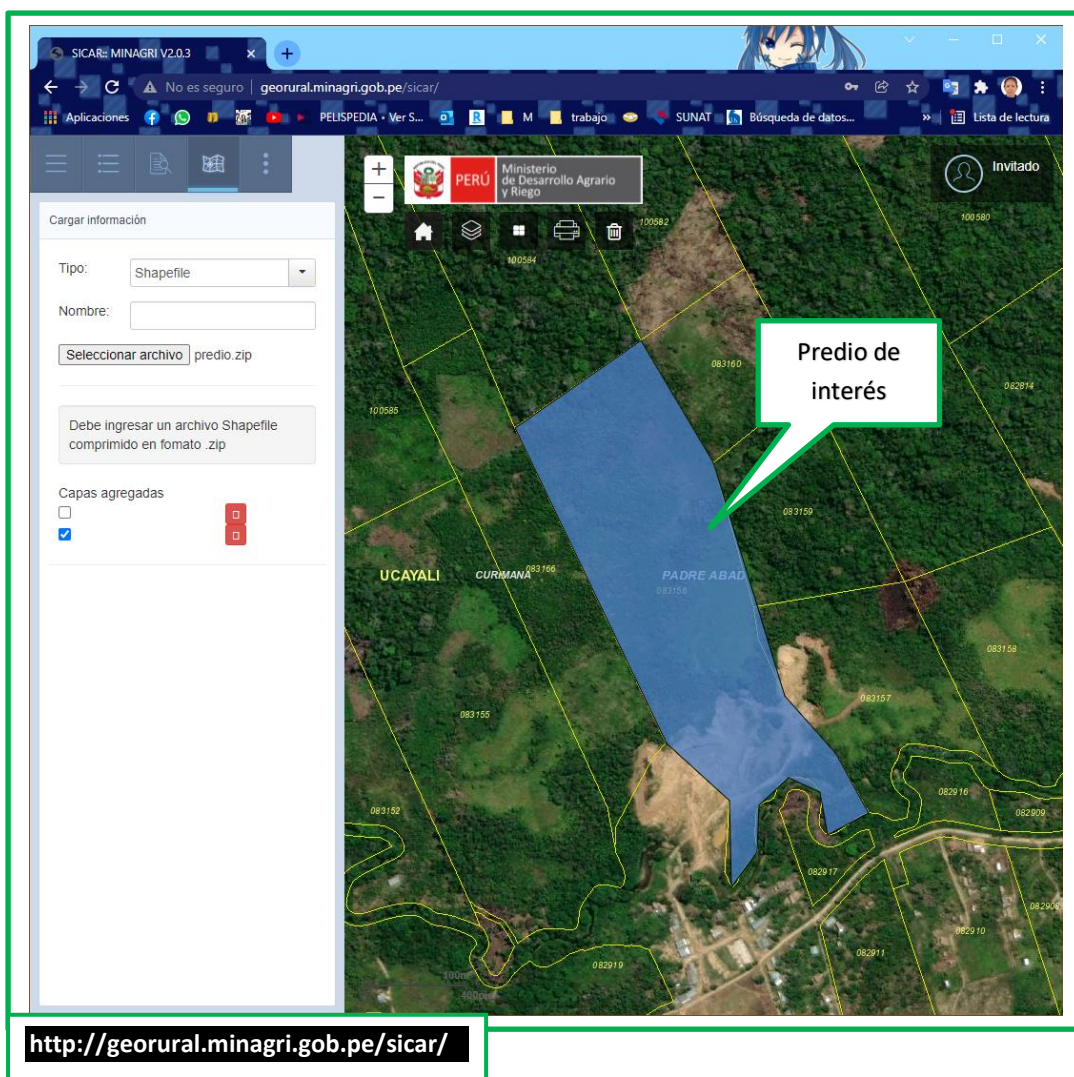 SICAR:: MINAGRI V2.0.3
No es seguro | georural.minagri.gob.pe/sicar/
Aplicaciones
PELISPEDIA • Ver S...
M
trabajo
SUNAT
Búsqueda de datos...
»
Lista de lectura
PERÚ
Ministerio
de Desarrollo Agrario
y Riego
Invitado
Cargar información
Tipo:
Shapefile
Nombre:
Seleccionar archivo predio.zip
Debe ingresar un archivo Shapefile
comprimido en fomato .zip
Capas agregadas
100582
100580
100584
083160
Predio de
interés
082814
100585
083159
UCAYALI
CURIMANA
083166
PADRE ABAD
083156
083158
083157
083155
083152
082916
082909
082917
082908
082910
082911
082919
http://georural.minagri.gob.pe/sicar/